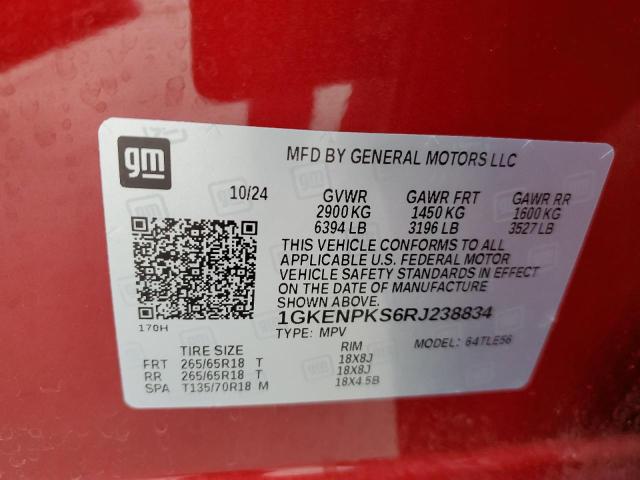 gm
MFD BY GENERAL MOTORS LLC
10/24 GVWR GAWR FRT GAWR RR
2900 KG 1450 KG 1600 KG
6394 LB 3196 LB 3527 LB
THIS VEHICLE CONFORMS TO ALL
APPLICABLE U.S. FEDERAL MOTOR
VEHICLE SAFETY STANDARDS IN EFFECT
ON THE DATE OF MANUFACTURE
SHOWN ABOVE.
170H 1GKENPKS6RJ238834
TYPE: MPV MODEL: 64TLE56
TIRE SIZE RIM
FRT 265/65R18 T 18X8J
RR 265/65R18 T 18X8J
SPA T135/70R18 M 18X4.5B